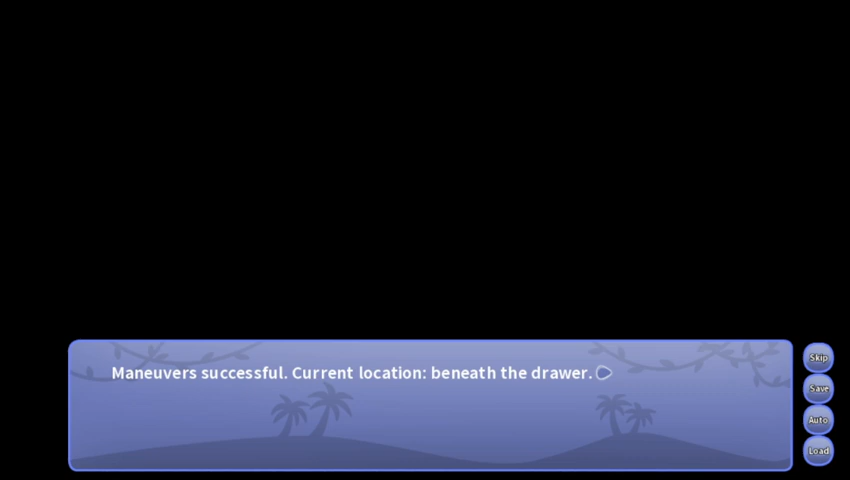 Maneuvers successful. Current location: beneath the drawer.
Skip
Save
Auto
Load